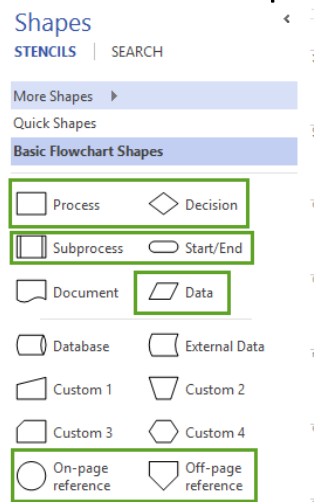 Shapes
STENCILS | SEARCH
More Shapes
Quick Shapes
Basic Flowchart Shapes
Process Decision
Subprocess Start/End
Document Data
Database External Data
Custom 1 Custom 2
Custom 3 Custom 4
On-page Off-page
reference reference